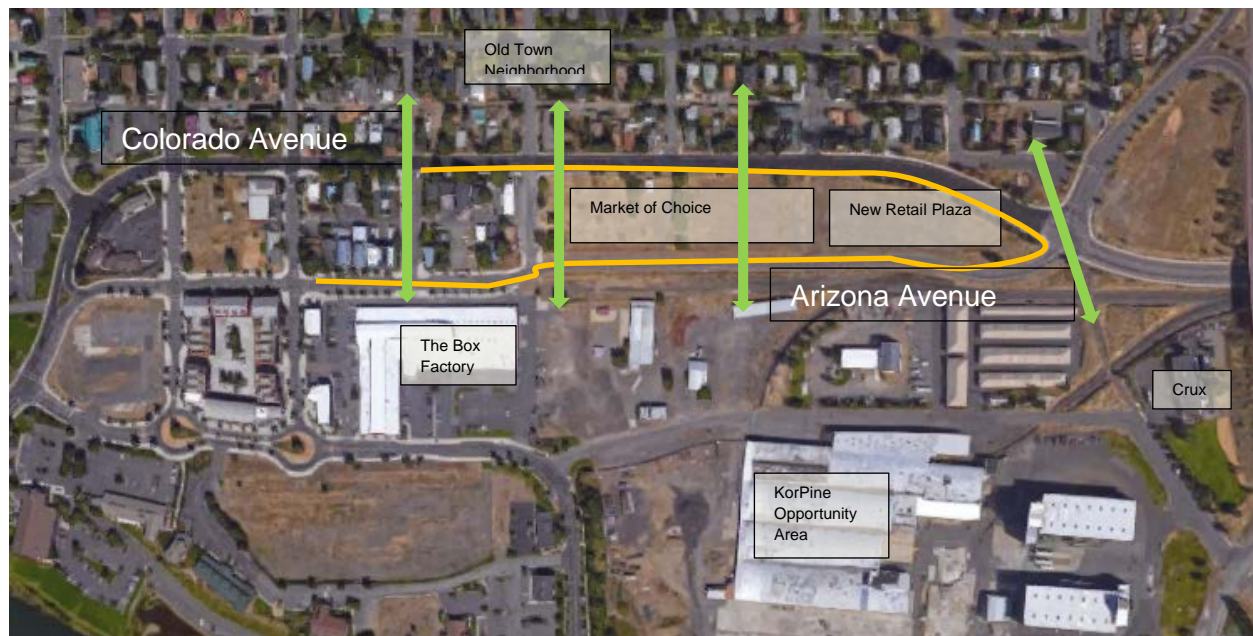 Old Town
Neighborhood
Colorado Avenue
Market of Choice
New Retail Plaza
Arizona Avenue
The Box
Factory
Crux
KorPine
Opportunity
Area